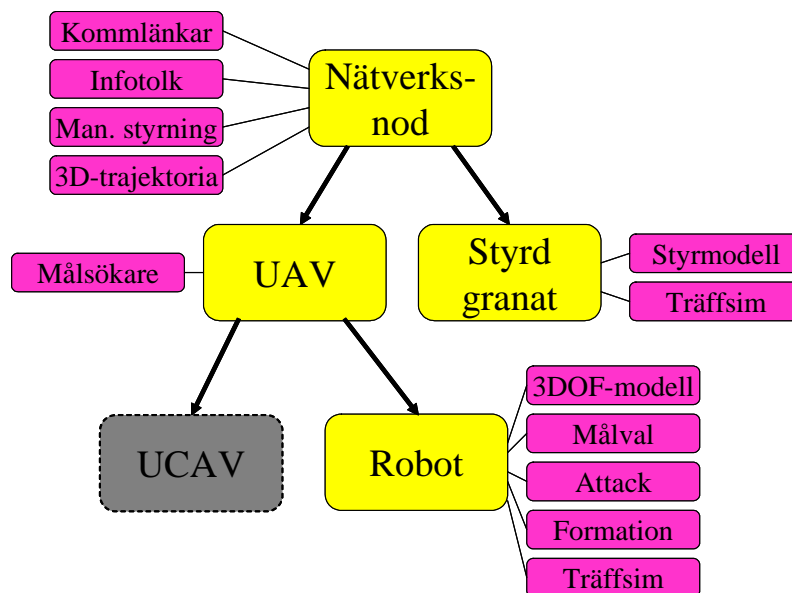 Kommlänkar
Infotolk
Man. styrning
3D-trajektoria
Nätverks-
nod
Målsökare
UAV
Styrd
granat
Styrmodell
Träffsim
UCAV
Robot
3DOF-modell
Målval
Attack
Formation
Träffsim